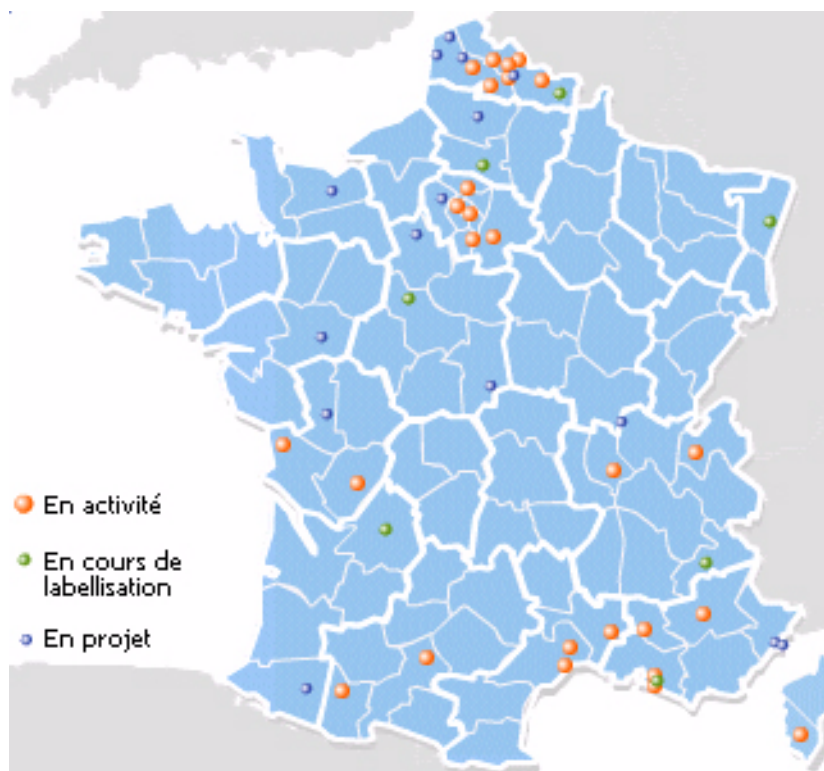 En activité
En cours de
labellisation
En projet